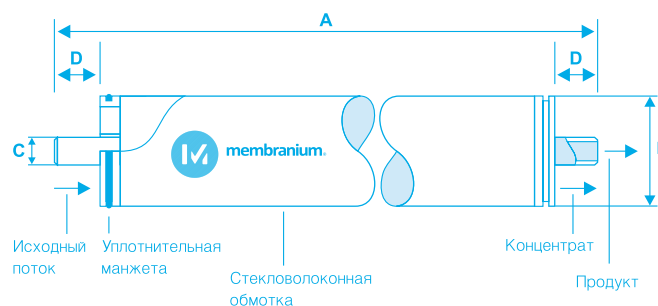 A
D
D
C
membranium®
Исходный
поток
Уплотнительная
манжета
Стекловолоконная
обмотка
Концентрат
Продукт